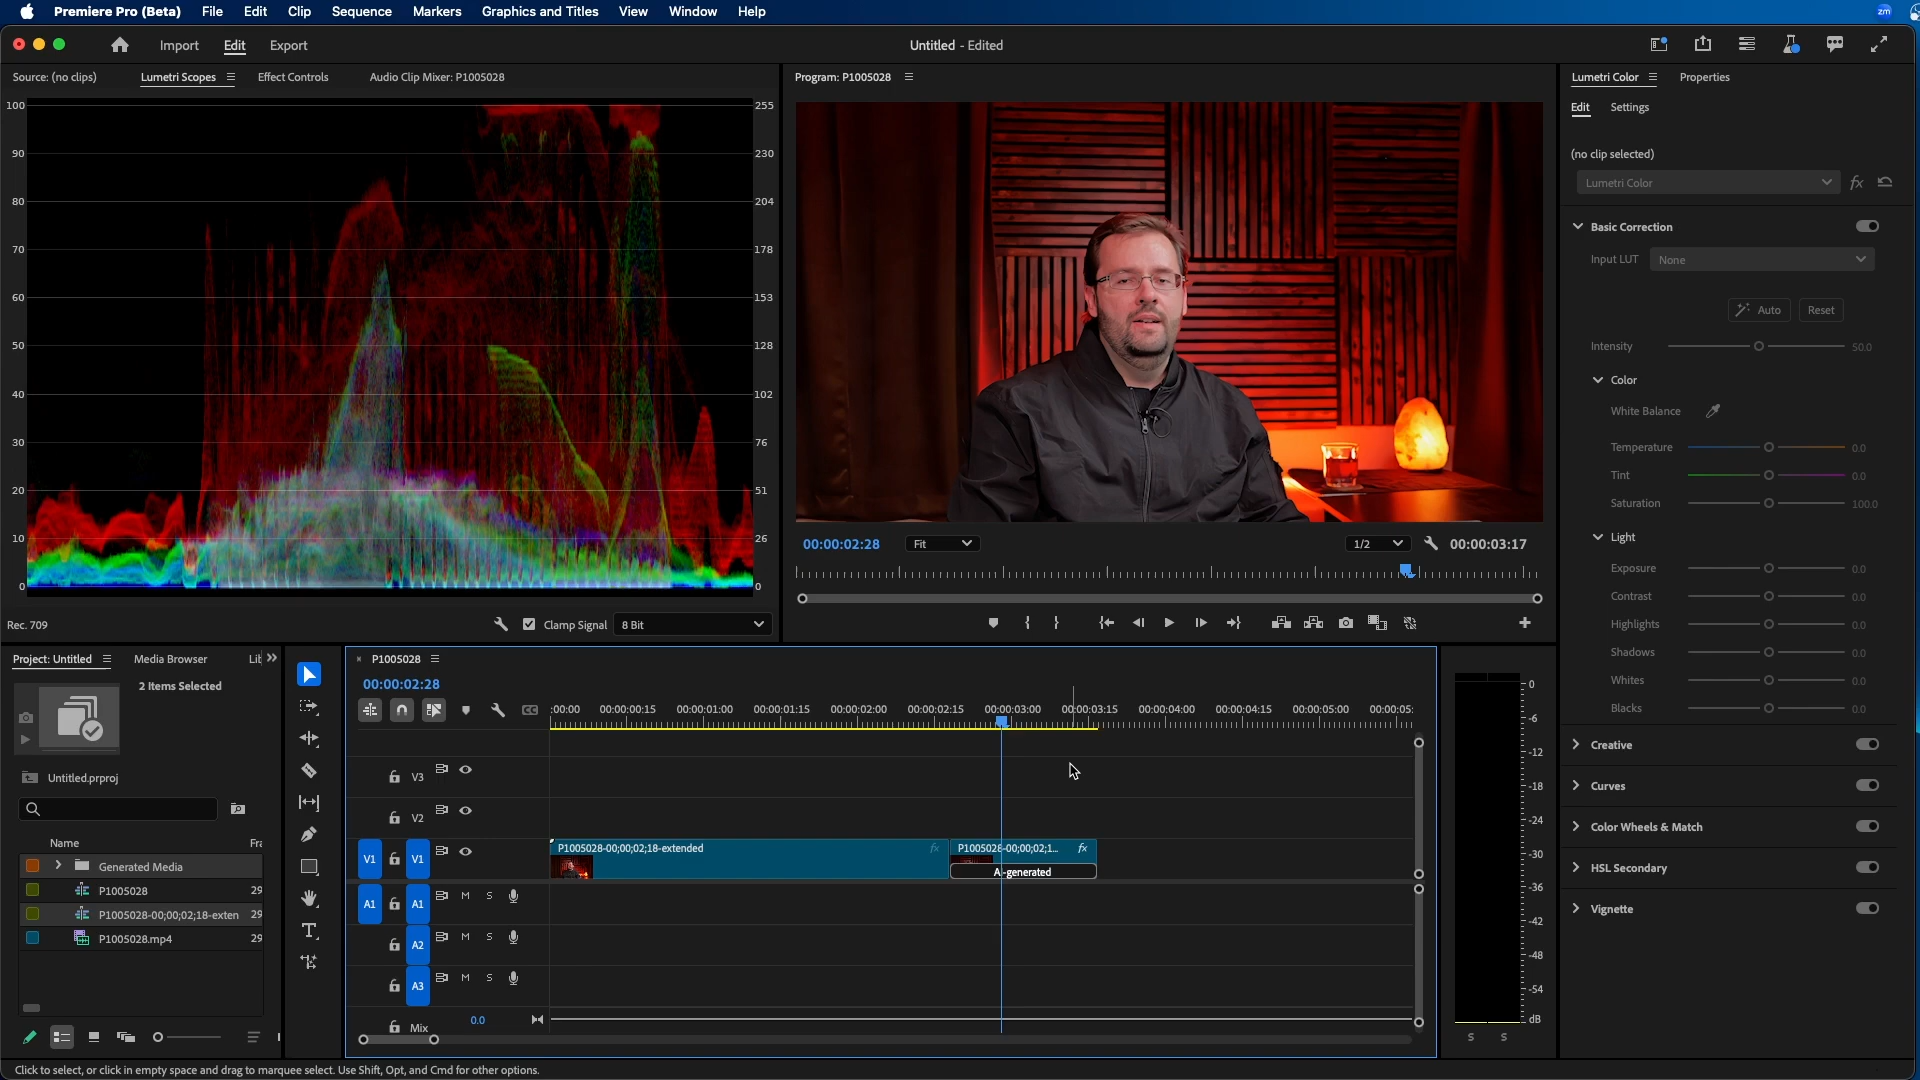 Premiere Pro (Beta) File Edit Clip Sequence Markers Graphics and Titles View Window Help zm
Import Edit Export Untitled - Edited
Source: (no clips) Lumetri Scopes Effect Controls Audio Clip Mixer: P1005028
Program: P1005028
Lumetri Color Properties
Edit Settings
(no clip selected)
Lumetri Color fx
Basic Correction
Input LUT None
Auto Reset
Intensity 50.0
Color
White Balance
Temperature 0.0
Tint 0.0
Saturation 100.0
Light
Exposure 0.0
Contrast 0.0
Highlights 0.0
Shadows 0.0
Whites 0.0
Blacks 0.0
Creative
Curves
Color Wheels & Match
HSL Secondary
Vignette
100 255
90 230
80 204
70 178
60 153
50 128
40 102
30 76
20 51
10 26
0 0
Rec. 709 Clamp Signal 8 Bit
00:00:02:28 Fit 1/2 00:00:03:17
Project: Untitled Media Browser Lib
2 Items Selected
Untitled.prproj
Name Fra
Generated Media
P1005028 29
P1005028-00;00;02;18-exten 29
P1005028.mp4 29
P1005028
00:00:02:28
:00:00 00:00:00:15 00:00:01:00 00:00:01:15 00:00:02:00 00:00:02:15 00:00:03:00 00:00:03:15 00:00:04:00 00:00:04:15 00:00:05:00 00:00:05:
V3
V2
V1 V1 P1005028-00;00;02;18-extended fx P1005028-00;00;02;1... fx
AI-generated
A1 A1 M S
A2 M S
A3 M S
Mix 0.0
0
-6
-12
-18
-24
-30
-36
-42
-48
-54
dB
S S
Click to select, or click in empty space and drag to marquee select. Use Shift, Opt, and Cmd for other options.